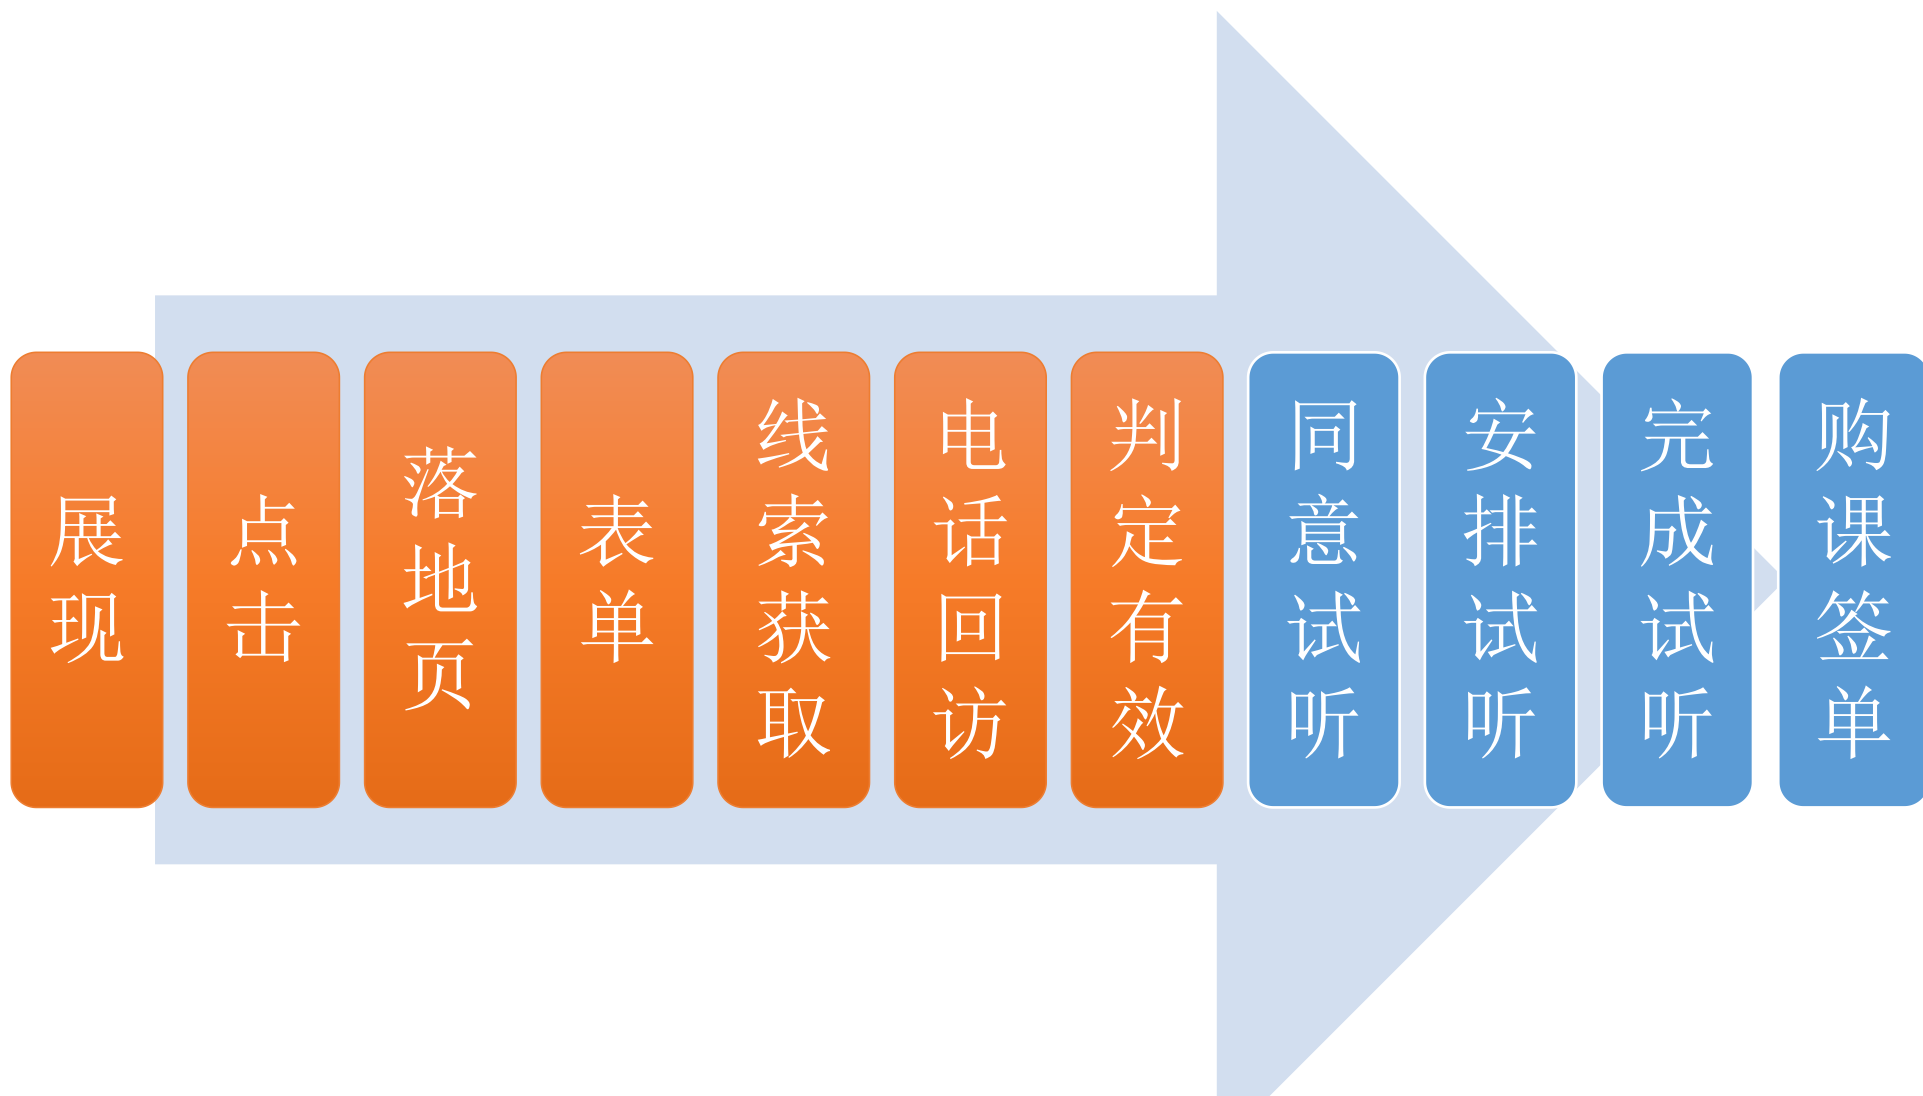 展现
点击
落地页
表单
线索获取
电话回访
判定有效
同意试听
安排试听
完成试听
购课签单